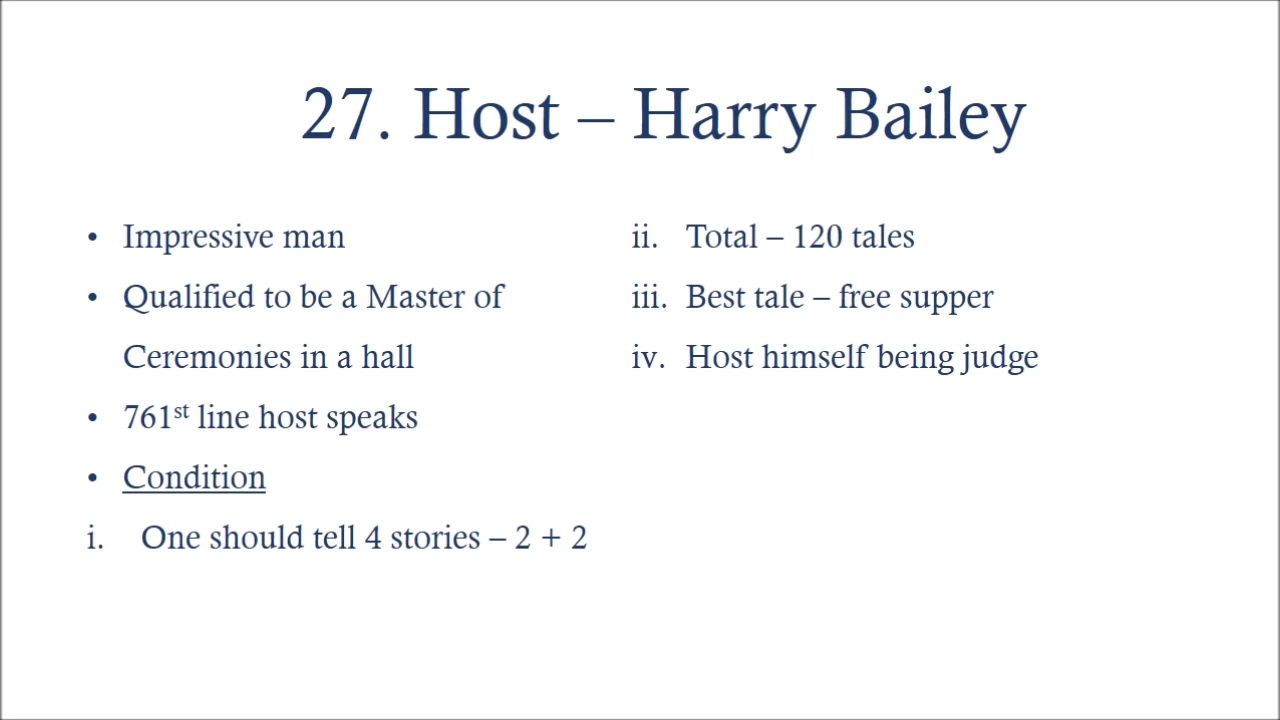 27. Host – Harry Bailey
• Impressive man
• Qualified to be a Master of
Ceremonies in a hall
• 761st line host speaks
• Condition
i. One should tell 4 stories – 2 + 2
ii. Total – 120 tales
iii. Best tale – free supper
iv. Host himself being judge